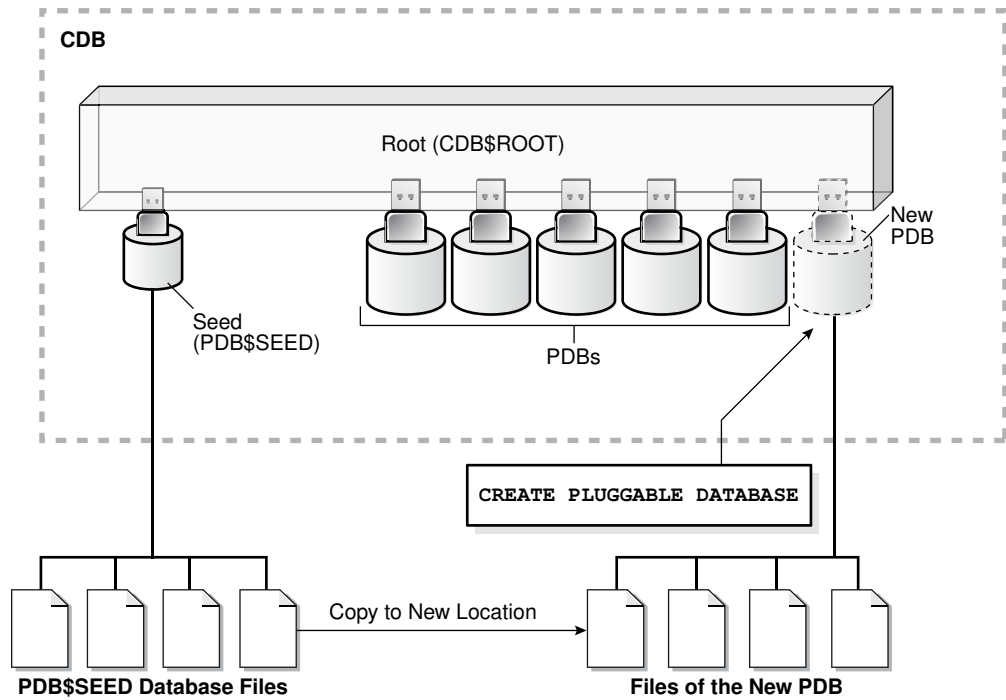 CDB
Root (CDB$ROOT)
New
PDB
Seed
(PDB$SEED)
PDBs
CREATE PLUGGABLE DATABASE
Copy to New Location
PDB$SEED Database Files
Files of the New PDB